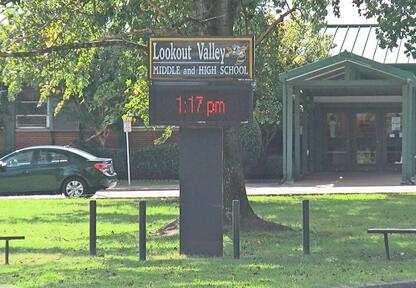 Lookout Valley
MIDDLE and HIGH SCHOOL
1:17 pm